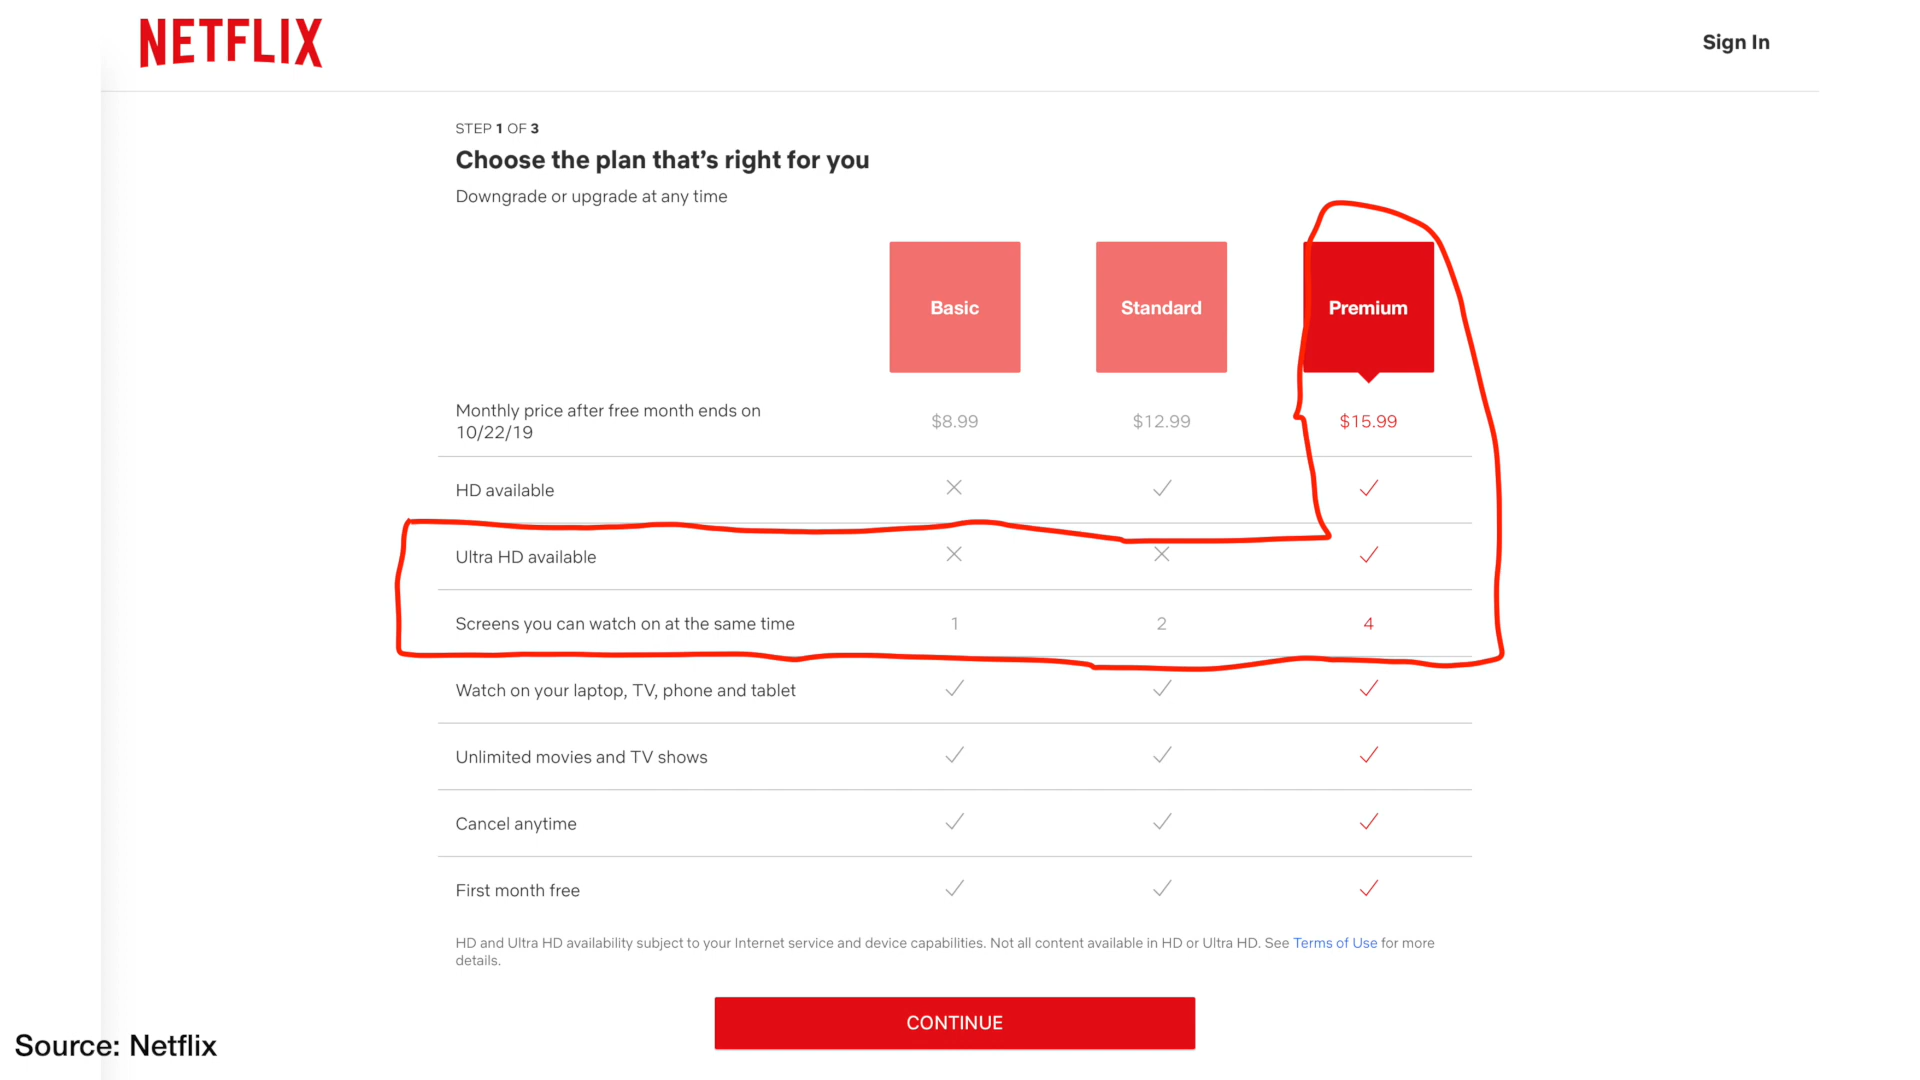 NETFLIX
Sign In
STEP 1 OF 3
Choose the plan that's right for you
Downgrade or upgrade at any time
Basic Standard Premium
Monthly price after free month ends on
10/22/19
$8.99 $12.99 $15.99
HD available
Ultra HD available
Screens you can watch on at the same time 1 2 4
Watch on your laptop, TV, phone and tablet
Unlimited movies and TV shows
Cancel anytime
First month free
HD and Ultra HD availability subject to your Internet service and device capabilities. Not all content available in HD or Ultra HD. See Terms of Use for more
details.
CONTINUE
Source: Netflix